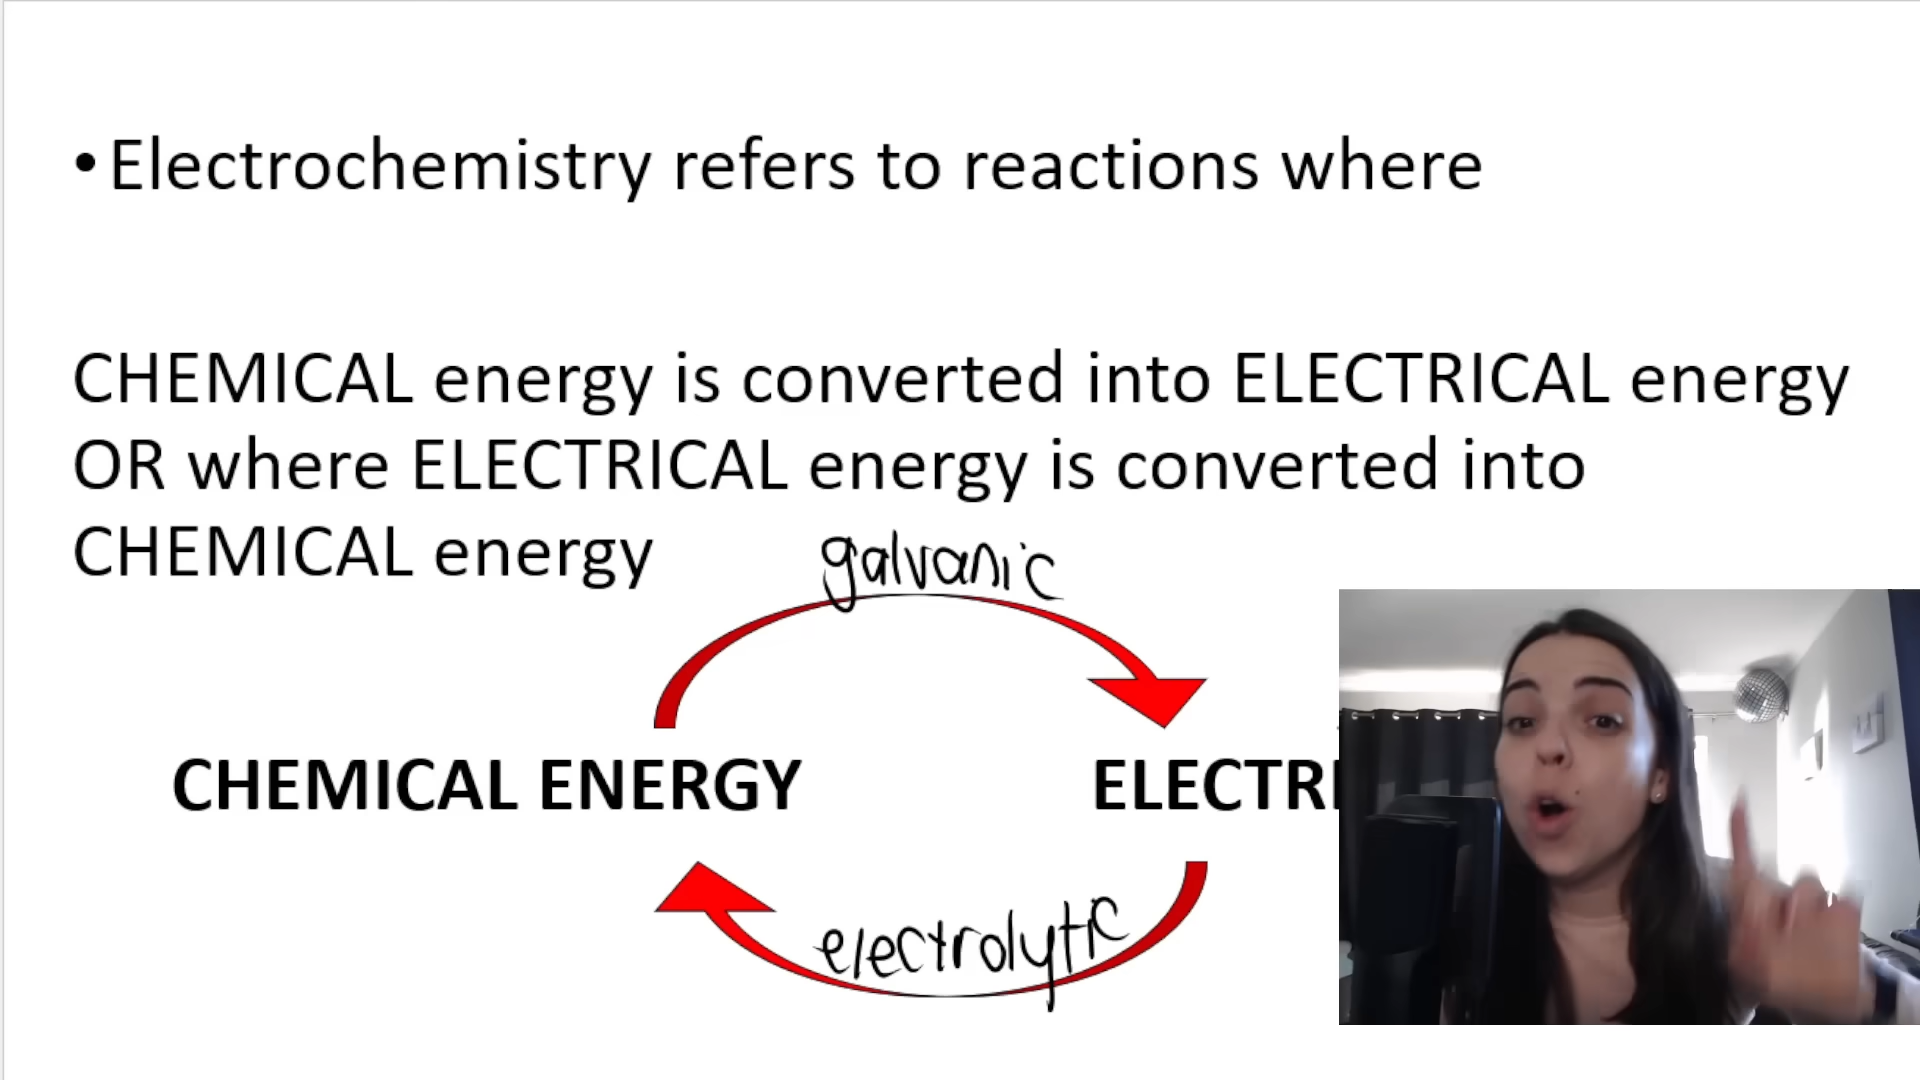 • Electrochemistry refers to reactions where
CHEMICAL energy is converted into ELECTRICAL energy
OR where ELECTRICAL energy is converted into
CHEMICAL energy
galvanic
CHEMICAL ENERGY ELECTRI
electrolytic